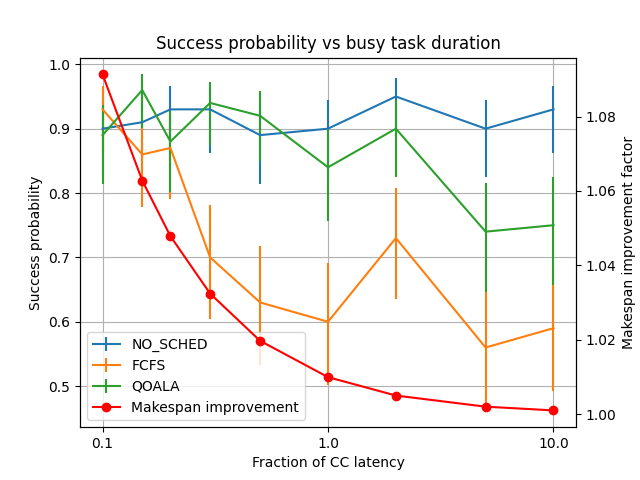 Success probability vs busy task duration
Success probability
1.0
0.9
0.8
0.7
0.6
0.5
NO_SCHED
FCFS
QOALA
Makespan improvement
0.1
1.0
10.0
Fraction of CC latency
1.08
1.06
1.04
1.02
1.00
Makespan improvement factor